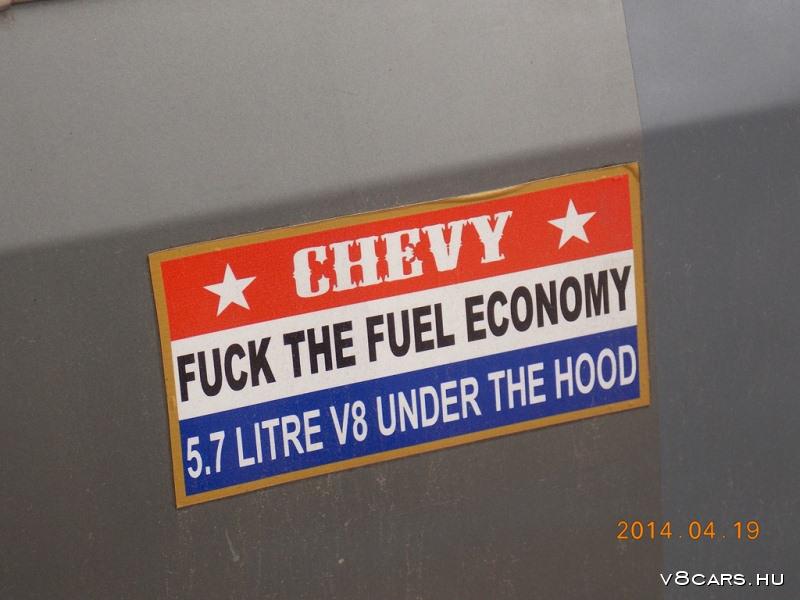 CHEVY
FUCK THE FUEL ECONOMY
5.7 LITRE V8 UNDER THE HOOD
2014.04.19
V8CARS.HU